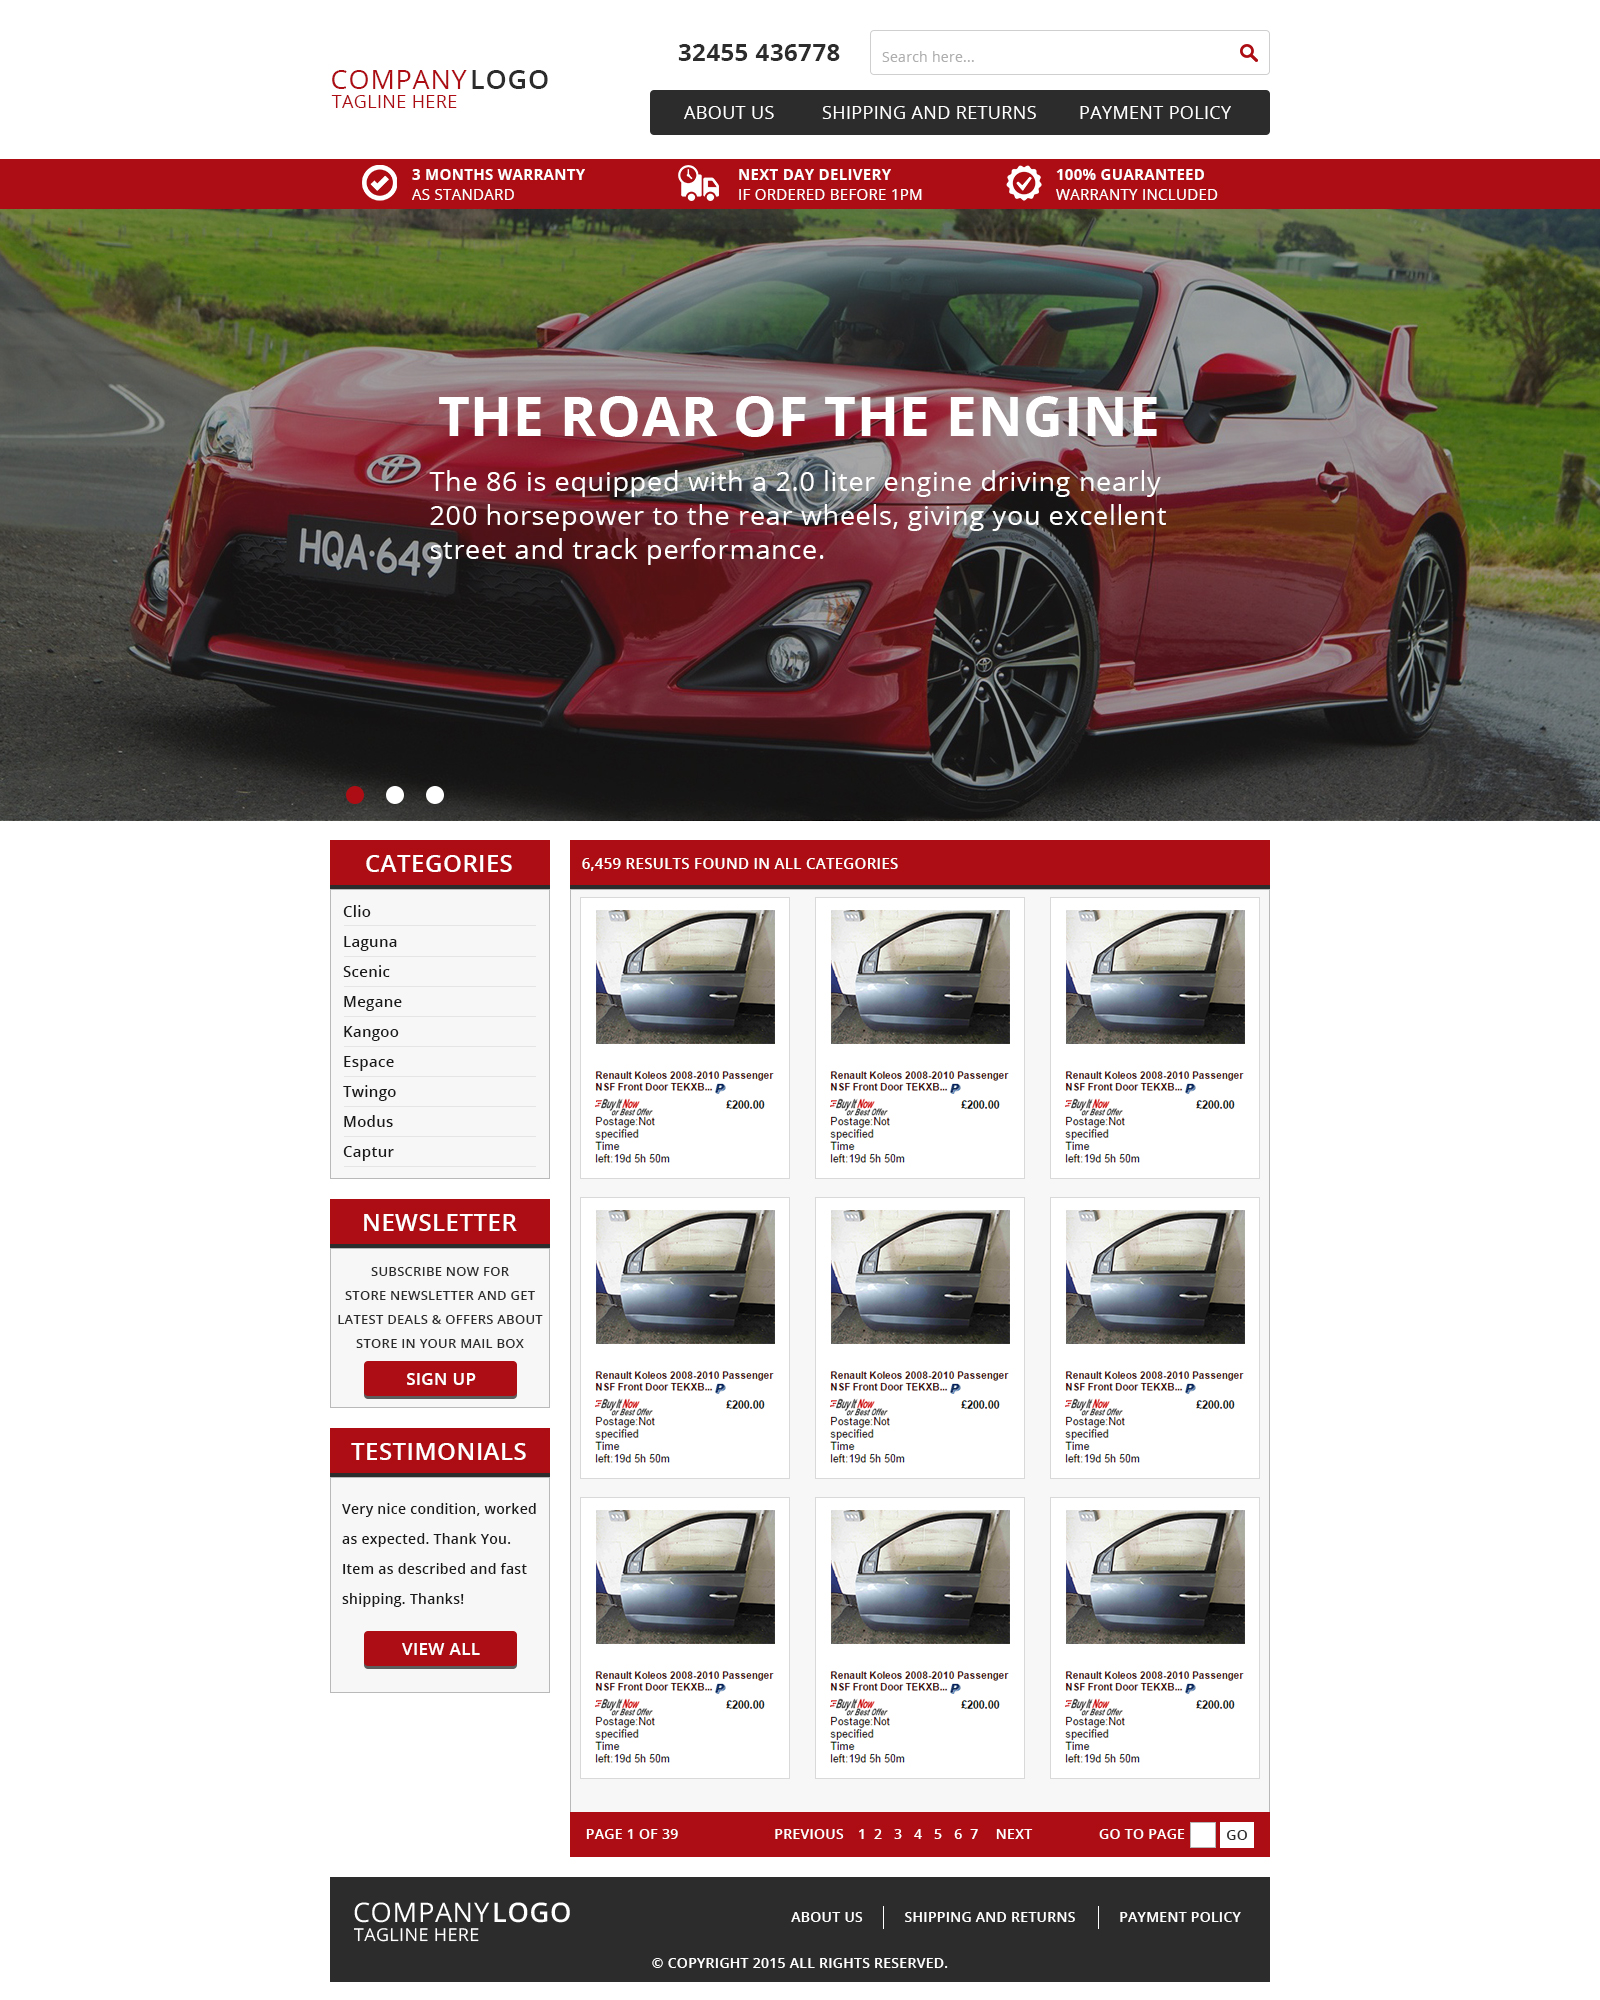 32455 436778
Search here...
COMPANY LOGO
TAGLINE HERE
ABOUT US SHIPPING AND RETURNS PAYMENT POLICY
3 MONTHS WARRANTY
AS STANDARD
NEXT DAY DELIVERY
IF ORDERED BEFORE 1PM
100% GUARANTEED
WARRANTY INCLUDED
THE ROAR OF THE ENGINE
The 86 is equipped with a 2.0 liter engine driving nearly
200 horsepower to the rear wheels, giving you excellent
street and track performance.
HQA·649
CATEGORIES
Clio
Laguna
Scenic
Megane
Kangoo
Espace
Twingo
Modus
Captur
NEWSLETTER
SUBSCRIBE NOW FOR
STORE NEWSLETTER AND GET
LATEST DEALS & OFFERS ABOUT
STORE IN YOUR MAIL BOX
SIGN UP
TESTIMONIALS
Very nice condition, worked
as expected. Thank You.
Item as described and fast
shipping. Thanks!
VIEW ALL
6,459 RESULTS FOUND IN ALL CATEGORIES
Renault Koleos 2008-2010 Passenger
NSF Front Door TEKXB...
Buy It Now £200.00
or Best Offer
Postage:Not
specified
Time
left:19d 5h 50m
Renault Koleos 2008-2010 Passenger
NSF Front Door TEKXB...
Buy It Now £200.00
or Best Offer
Postage:Not
specified
Time
left:19d 5h 50m
Renault Koleos 2008-2010 Passenger
NSF Front Door TEKXB...
Buy It Now £200.00
or Best Offer
Postage:Not
specified
Time
left:19d 5h 50m
Renault Koleos 2008-2010 Passenger
NSF Front Door TEKXB...
Buy It Now £200.00
or Best Offer
Postage:Not
specified
Time
left:19d 5h 50m
Renault Koleos 2008-2010 Passenger
NSF Front Door TEKXB...
Buy It Now £200.00
or Best Offer
Postage:Not
specified
Time
left:19d 5h 50m
Renault Koleos 2008-2010 Passenger
NSF Front Door TEKXB...
Buy It Now £200.00
or Best Offer
Postage:Not
specified
Time
left:19d 5h 50m
Renault Koleos 2008-2010 Passenger
NSF Front Door TEKXB...
Buy It Now £200.00
or Best Offer
Postage:Not
specified
Time
left:19d 5h 50m
Renault Koleos 2008-2010 Passenger
NSF Front Door TEKXB...
Buy It Now £200.00
or Best Offer
Postage:Not
specified
Time
left:19d 5h 50m
Renault Koleos 2008-2010 Passenger
NSF Front Door TEKXB...
Buy It Now £200.00
or Best Offer
Postage:Not
specified
Time
left:19d 5h 50m
PAGE 1 OF 39 PREVIOUS 1 2 3 4 5 6 7 NEXT GO TO PAGE GO
COMPANY LOGO
TAGLINE HERE
ABOUT US SHIPPING AND RETURNS PAYMENT POLICY
© COPYRIGHT 2015 ALL RIGHTS RESERVED.